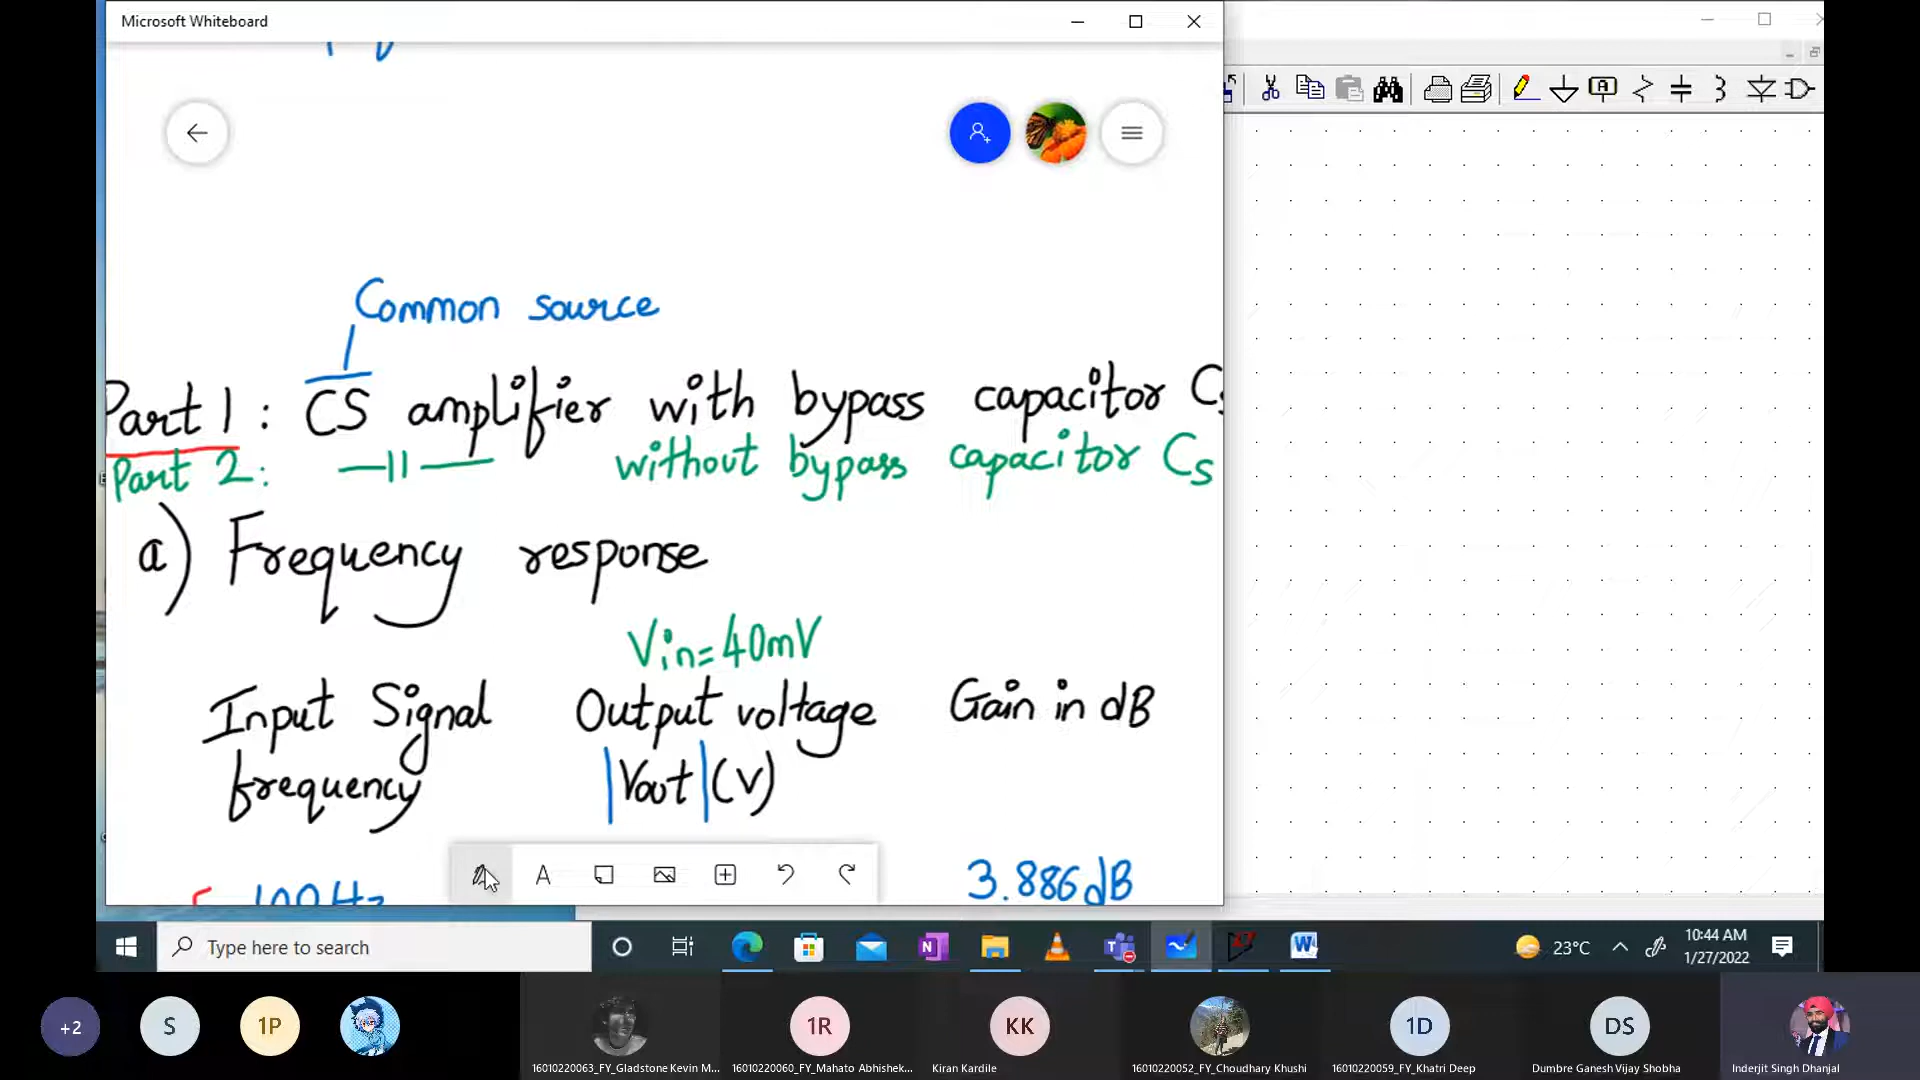 Microsoft Whiteboard
Common source
Part 1 : CS amplifier with bypass capacitor Cs
Part 2 : —11— without bypass capacitor Cs
a) Frequency response
Vin=40mV
Input Signal Output voltage Gain in dB
frequency |Vout|(V)
100Hz 3.886dB
Type here to search
23°C
10:44 AM
1/27/2022
+2
S
1P
1R
KK
1D
DS
16010220063_FY_Gladstone Kevin M...
16010220060_FY_Mahato Abhishek...
Kiran Kardile
16010220052_FY_Choudhary Khushi
16010220059_FY_Khatri Deep
Dumbre Ganesh Vijay Shobha
Inderjit Singh Dhanjal